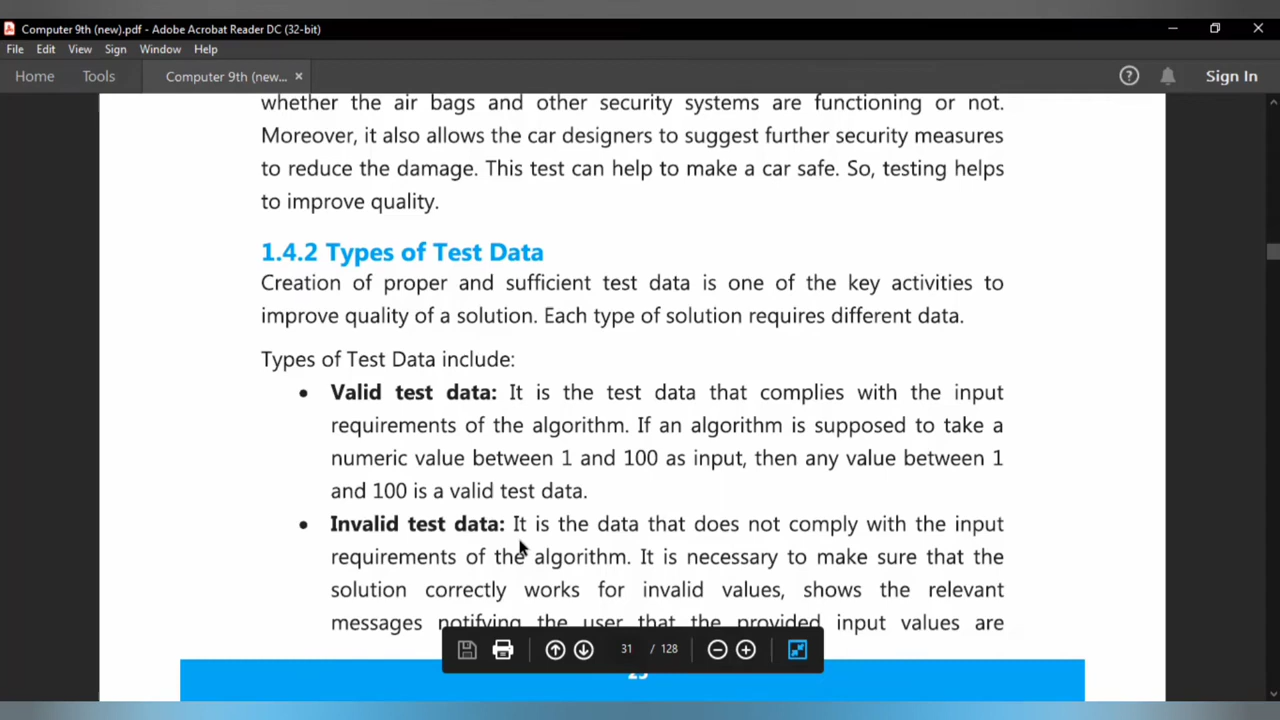 Computer 9th (new).pdf - Adobe Acrobat Reader DC (32-bit)
File Edit View Sign Window Help
Home Tools Computer 9th (new... × Sign In
whether the air bags and other security systems are functioning or not.
Moreover, it also allows the car designers to suggest further security measures
to reduce the damage. This test can help to make a car safe. So, testing helps
to improve quality.
1.4.2 Types of Test Data
Creation of proper and sufficient test data is one of the key activities to
improve quality of a solution. Each type of solution requires different data.
Types of Test Data include:
• Valid test data: It is the test data that complies with the input
requirements of the algorithm. If an algorithm is supposed to take a
numeric value between 1 and 100 as input, then any value between 1
and 100 is a valid test data.
• Invalid test data: It is the data that does not comply with the input
requirements of the algorithm. It is necessary to make sure that the
solution correctly works for invalid values, shows the relevant
messages notifying the user that the provided input values are
31 / 128